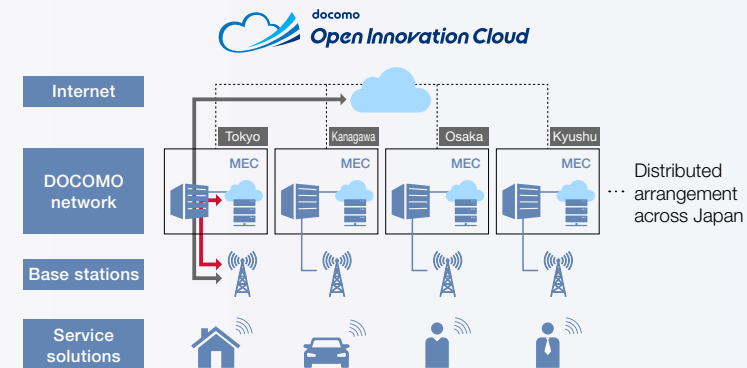 docomo
Open Innovation Cloud
Internet
Tokyo
Kanagawa
Osaka
Kyushu
DOCOMO
network
MEC
MEC
MEC
MEC
...
Distributed
arrangement
across Japan
Base stations
Service
solutions